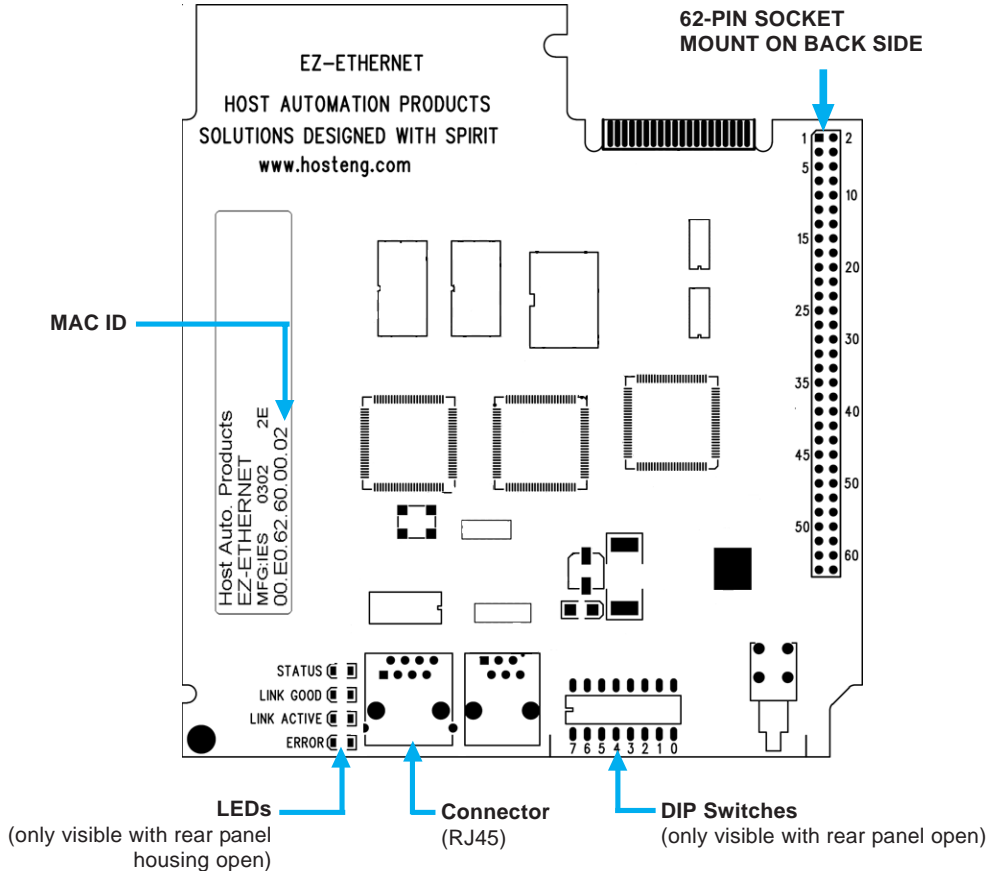 62-PIN SOCKET
MOUNT ON BACK SIDE
EZ-ETHERNET
HOST AUTOMATION PRODUCTS
SOLUTIONS DESIGNED WITH SPIRIT
www.hosteng.com
1
2
5
10
15
20
25
30
35
40
45
50
50
60
MAC ID
Host Auto. Products
EZ-ETHERNET
MFG:IES 0302 2E
00.E0.62.60.00.02
STATUS
LINK GOOD
LINK ACTIVE
ERROR
7 6 5 4 3 2 1 0
LEDs
(only visible with rear panel
housing open)
Connector
(RJ45)
DIP Switches
(only visible with rear panel open)